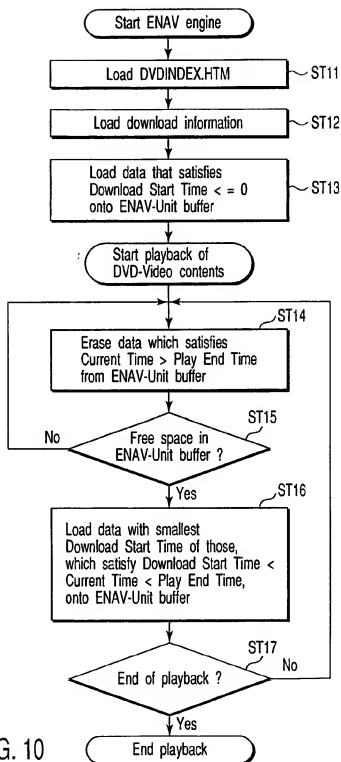 Start ENAV engine
Load DVDINDEX.HTM
ST11
Load download information
ST12
Load data that satisfies
Download Start Time < = 0
onto ENAV-Unit buffer
ST13
Start playback of
DVD-Video contents
ST14
Erase data which satisfies
Current Time > Play End Time
from ENAV-Unit buffer
ST15
Free space in
ENAV-Unit buffer ?
No
Yes
ST16
Load data with smallest
Download Start Time of those,
which satisfy Download Start Time <
Current Time < Play End Time,
onto ENAV-Unit buffer
ST17
End of playback ?
No
Yes
G. 10
End playback